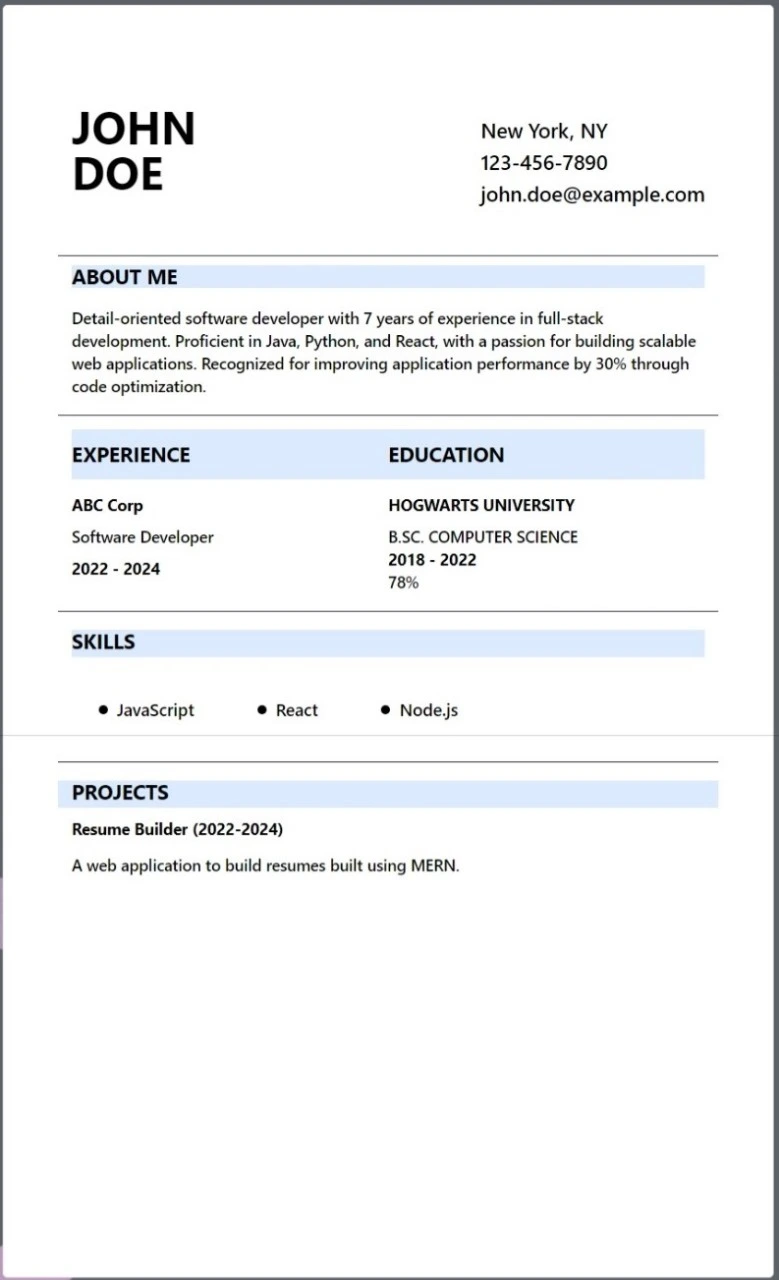 JOHN
DOE
New York, NY
123-456-7890
john.doe@example.com
ABOUT ME
Detail-oriented software developer with 7 years of experience in full-stack
development. Proficient in Java, Python, and React, with a passion for building scalable
web applications. Recognized for improving application performance by 30% through
code optimization.
EXPERIENCE
ABC Corp
Software Developer
2022 - 2024
EDUCATION
HOGWARTS UNIVERSITY
B.SC. COMPUTER SCIENCE
2018 - 2022
78%
SKILLS
● JavaScript ● React ● Node.js
PROJECTS
Resume Builder (2022-2024)
A web application to build resumes built using MERN.